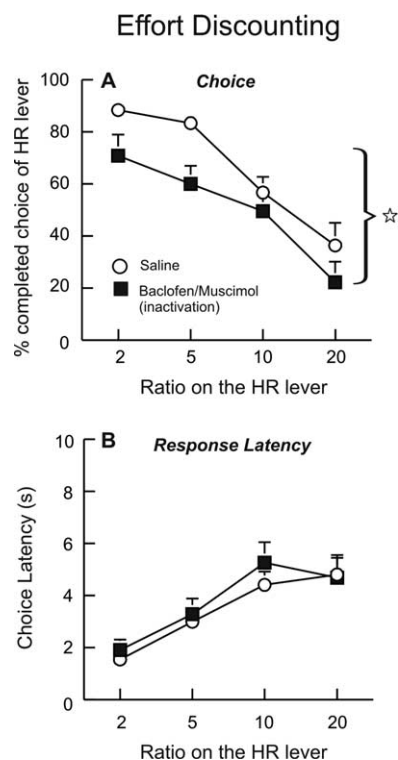 Effort Discounting
A
Choice
% completed choice of HR lever
100
80
60
40
20
0
Saline
Baclofen/Muscimol
(inactivation)
2 5 10 20
Ratio on the HR lever
B
Response Latency
Choice Latency (s)
10
8
6
4
2
0
2 5 10 20
Ratio on the HR lever